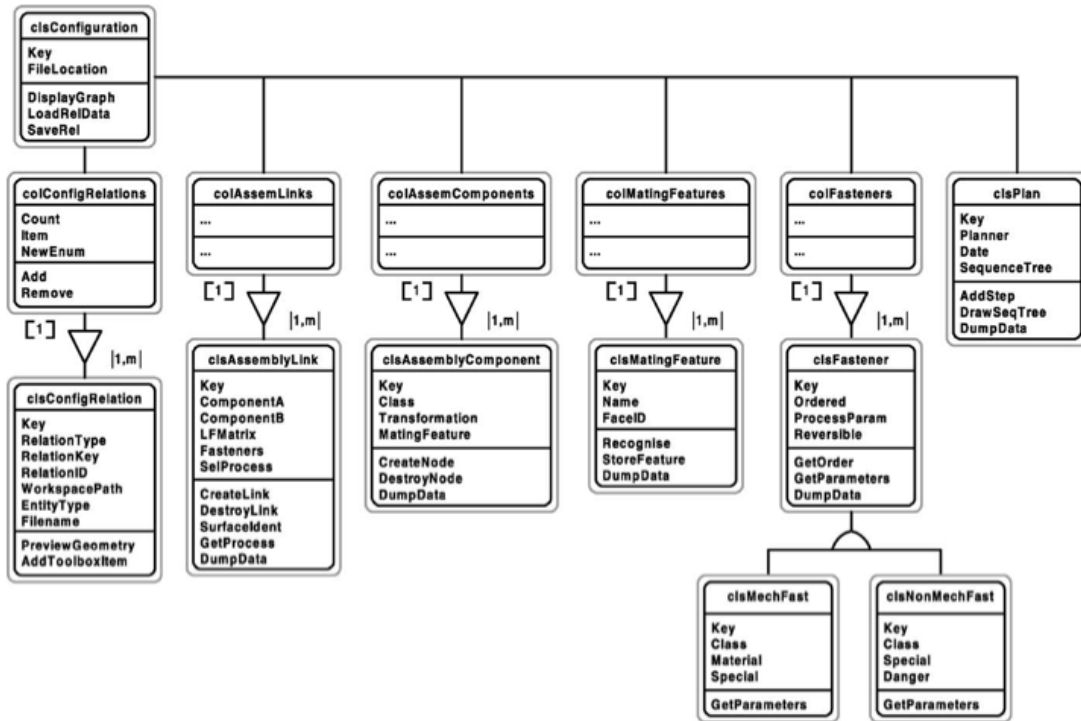 clsConfiguration
Key
FileLocation
DisplayGraph
LoadRelData
SaveRel
colConfigRelations
Count
Item
NewEnum
Add
Remove
[1]
|1,m|
clsConfigRelation
Key
RelationType
RelationKey
RelationID
WorkspacePath
EntityType
Filename
PreviewGeometry
AddToolboxItem
colAssemLinks
...
...
[1]
|1,m|
clsAssemblyLink
Key
ComponentA
ComponentB
LFMatrix
Fasteners
SelProcess
CreateLink
DestroyLink
SurfaceIdent
GetProcess
DumpData
colAssemComponents
...
...
[1]
|1,m|
clsAssemblyComponent
Key
Class
Transformation
MatingFeature
CreateNode
DestroyNode
DumpData
colMatingFeatures
...
...
[1]
|1,m|
clsMatingFeature
Key
Name
FaceID
Recognise
StoreFeature
DumpData
colFasteners
...
...
[1]
|1,m|
clsFastener
Key
Ordered
ProcessParam
Reversible
GetOrder
GetParameters
DumpData
clsMechFast
Key
Class
Material
Special
GetParameters
clsNonMechFast
Key
Class
Special
Danger
GetParameters
clsPlan
Key
Planner
Date
SequenceTree
AddStep
DrawSeqTree
DumpData